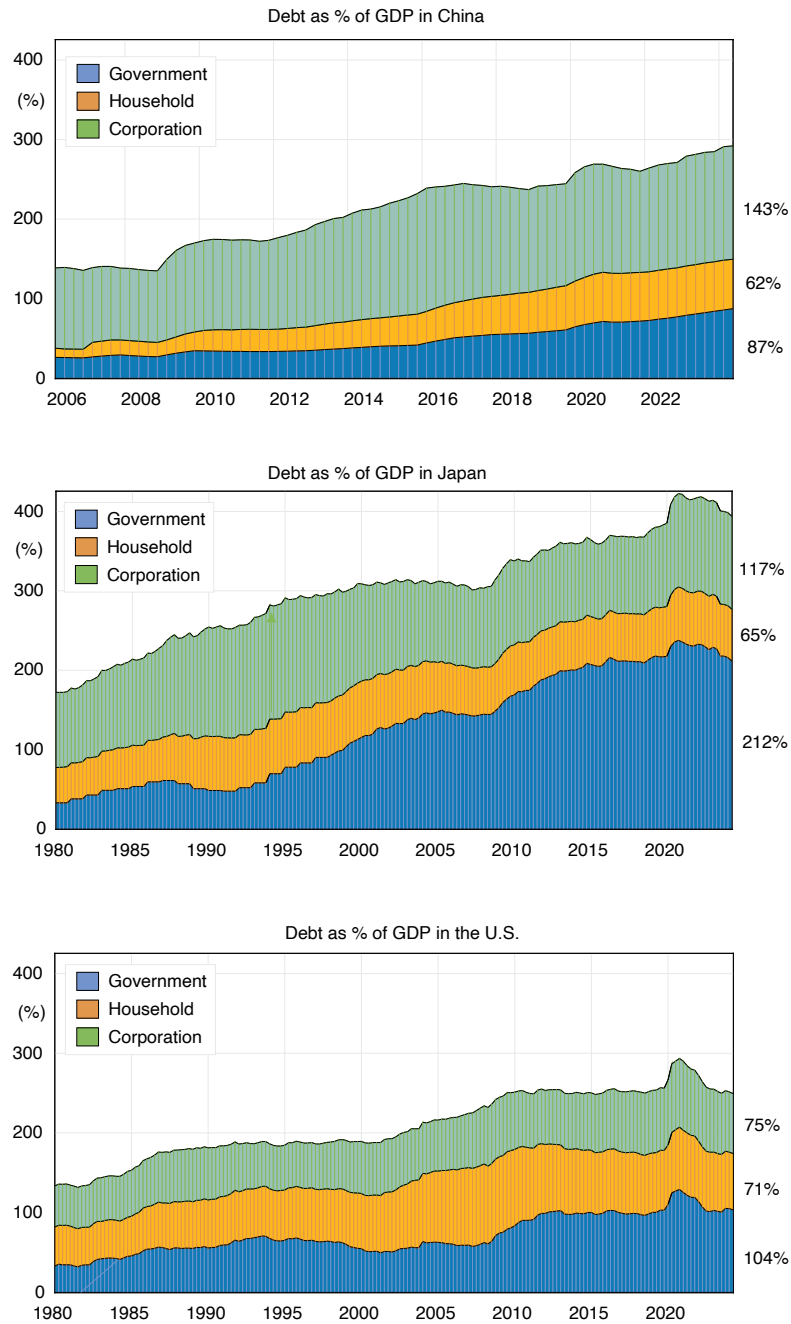 Debt as % of GDP in China
400
(%)
300
200
100
0
Government
Household
Corporation
143%
62%
87%
2006 2008 2010 2012 2014 2016 2018 2020 2022
Debt as % of GDP in Japan
400
(%)
300
200
100
0
Government
Household
Corporation
117%
65%
212%
1980 1985 1990 1995 2000 2005 2010 2015 2020
Debt as % of GDP in the U.S.
400
(%)
300
200
100
0
Government
Household
Corporation
75%
71%
104%
1980 1985 1990 1995 2000 2005 2010 2015 2020